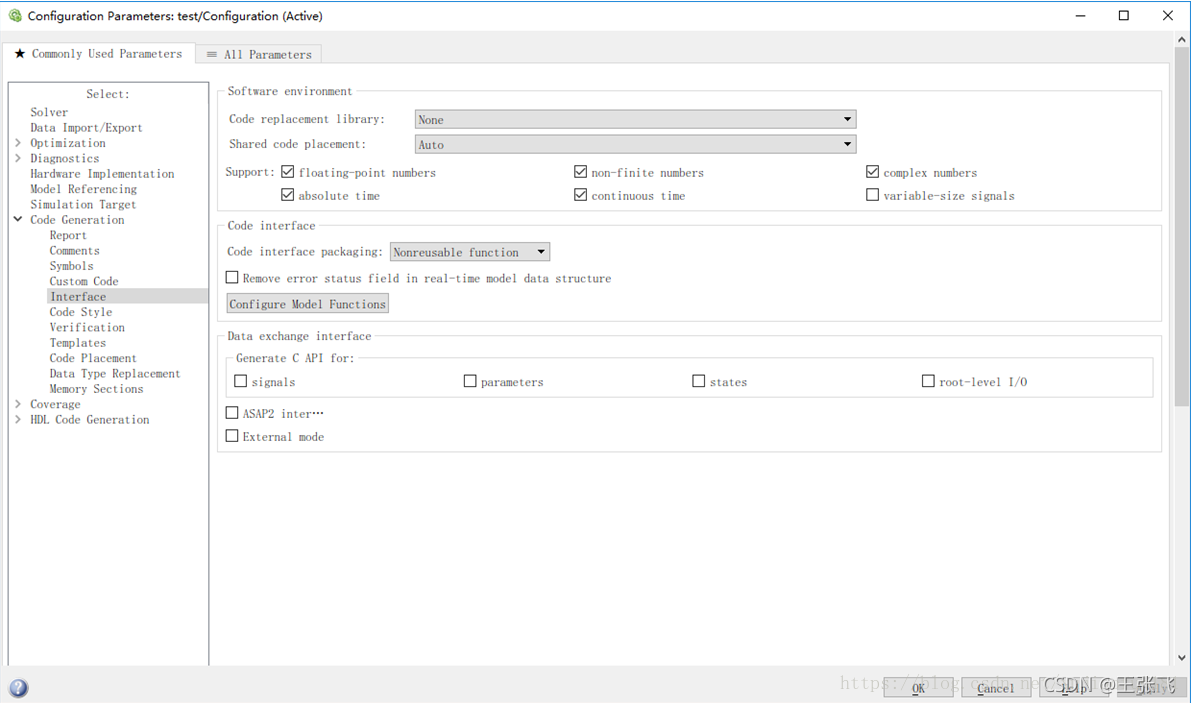 Configuration Parameters: test/Configuration (Active)
★ Commonly Used Parameters
≡ All Parameters
Select:
Solver
Data Import/Export
Optimization
Diagnostics
Hardware Implementation
Model Referencing
Simulation Target
Code Generation
Report
Comments
Symbols
Custom Code
Interface
Code Style
Verification
Templates
Code Placement
Data Type Replacement
Memory Sections
Coverage
HDL Code Generation
Software environment
Code replacement library: None
Shared code placement: Auto
Support: floating-point numbers non-finite numbers complex numbers
absolute time continuous time variable-size signals
Code interface
Code interface packaging: Nonreusable function
Remove error status field in real-time model data structure
Configure Model Functions
Data exchange interface
Generate C API for:
signals parameters states root-level I/O
ASAP2 inter…
External mode
OK Cancel Help
https://blog.csdn.ne
CSDN @王张飞